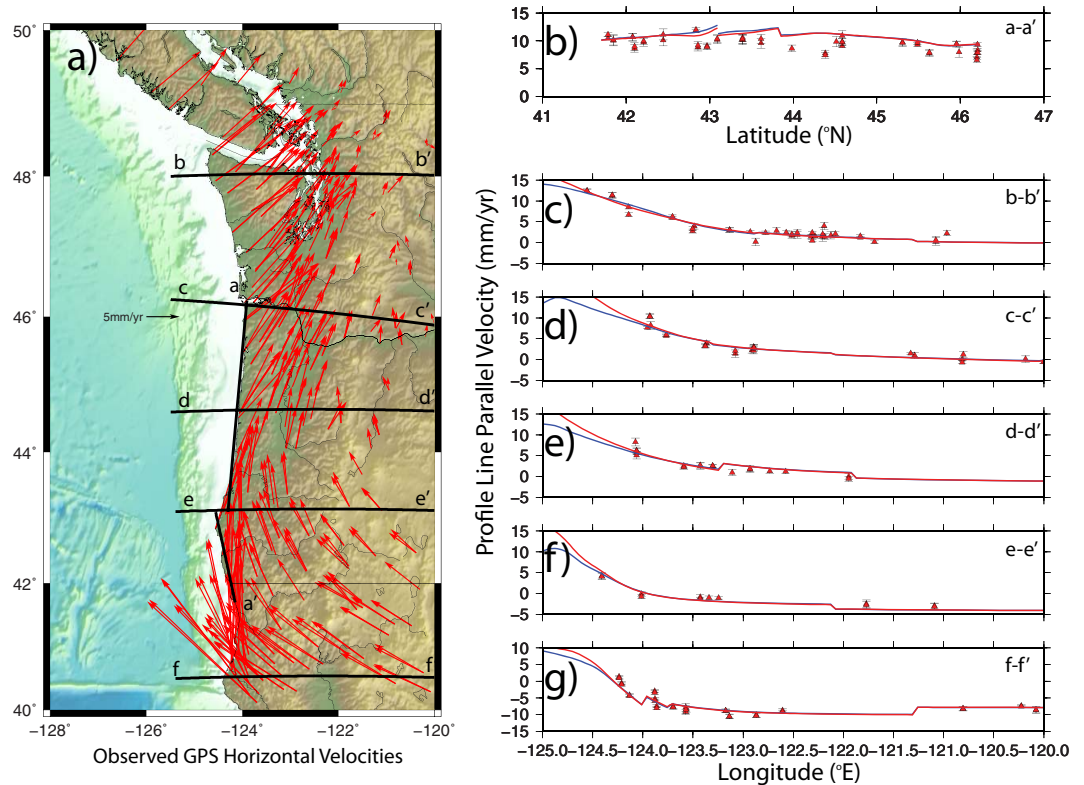 a)
50°
48°
46°
44°
42°
40°
−128 −126 −124 −122 −120
b b'
c a c'
5mm/yr
d d'
e e'
a'
f f
Observed GPS Horizontal Velocities
Profile Line Parallel Velocity (mm/yr)
b)
a-a'
15
10
5
0
−5
41 42 43 44 45 46 47
Latitude (°N)
c)
b-b'
15
10
5
0
−5
d)
c-c'
15
10
5
0
−5
e)
d-d'
15
10
5
0
−5
f)
e-e'
15
10
5
0
−5
g)
f-f'
10
5
0
−5
−10
−15
−125.0−124.5−124.0−123.5−123.0−122.5−122.0−121.5−121.0−120.5−120.0
Longitude (°E)